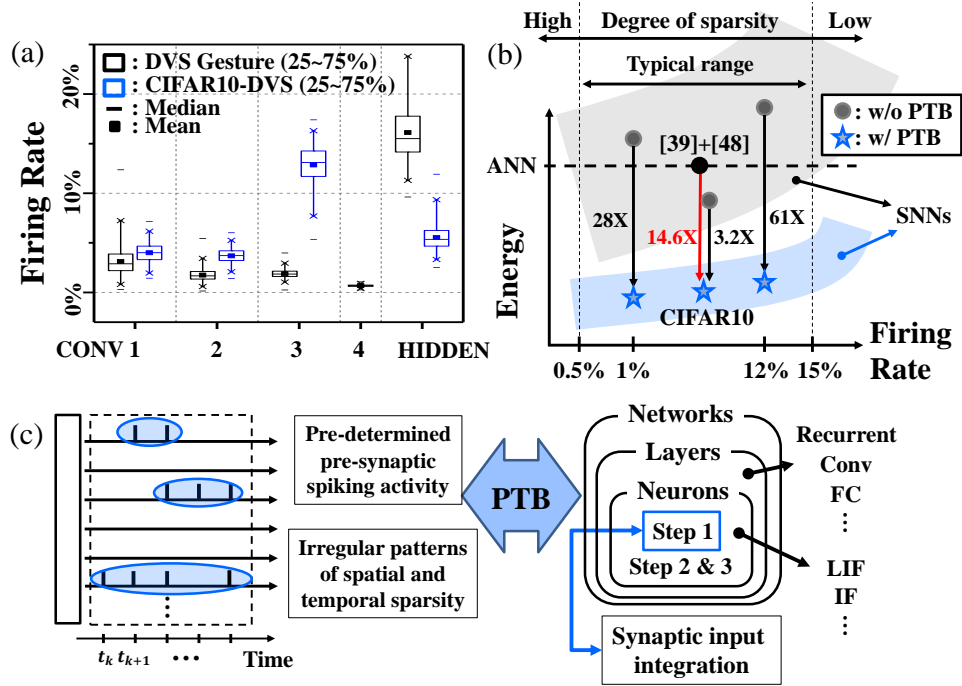 (a)
: DVS Gesture (25~75%)
: CIFAR10-DVS (25~75%)
: Median
: Mean
Firing Rate
20%
10%
0%
CONV 1
2
3
4
HIDDEN
(b)
High
Degree of sparsity
Low
Typical range
: w/o PTB
: w/ PTB
[39]+[48]
ANN
28X
14.6X
3.2X
61X
SNNs
Energy
CIFAR10
0.5%
1%
12%
15%
Firing
Rate
(c)
Pre-determined
pre-synaptic
spiking activity
Irregular patterns
of spatial and
temporal sparsity
t_k
t_{k+1}
Time
PTB
Networks
Layers
Neurons
Step 1
Step 2 & 3
Synaptic input
integration
Recurrent
Conv
FC
LIF
IF